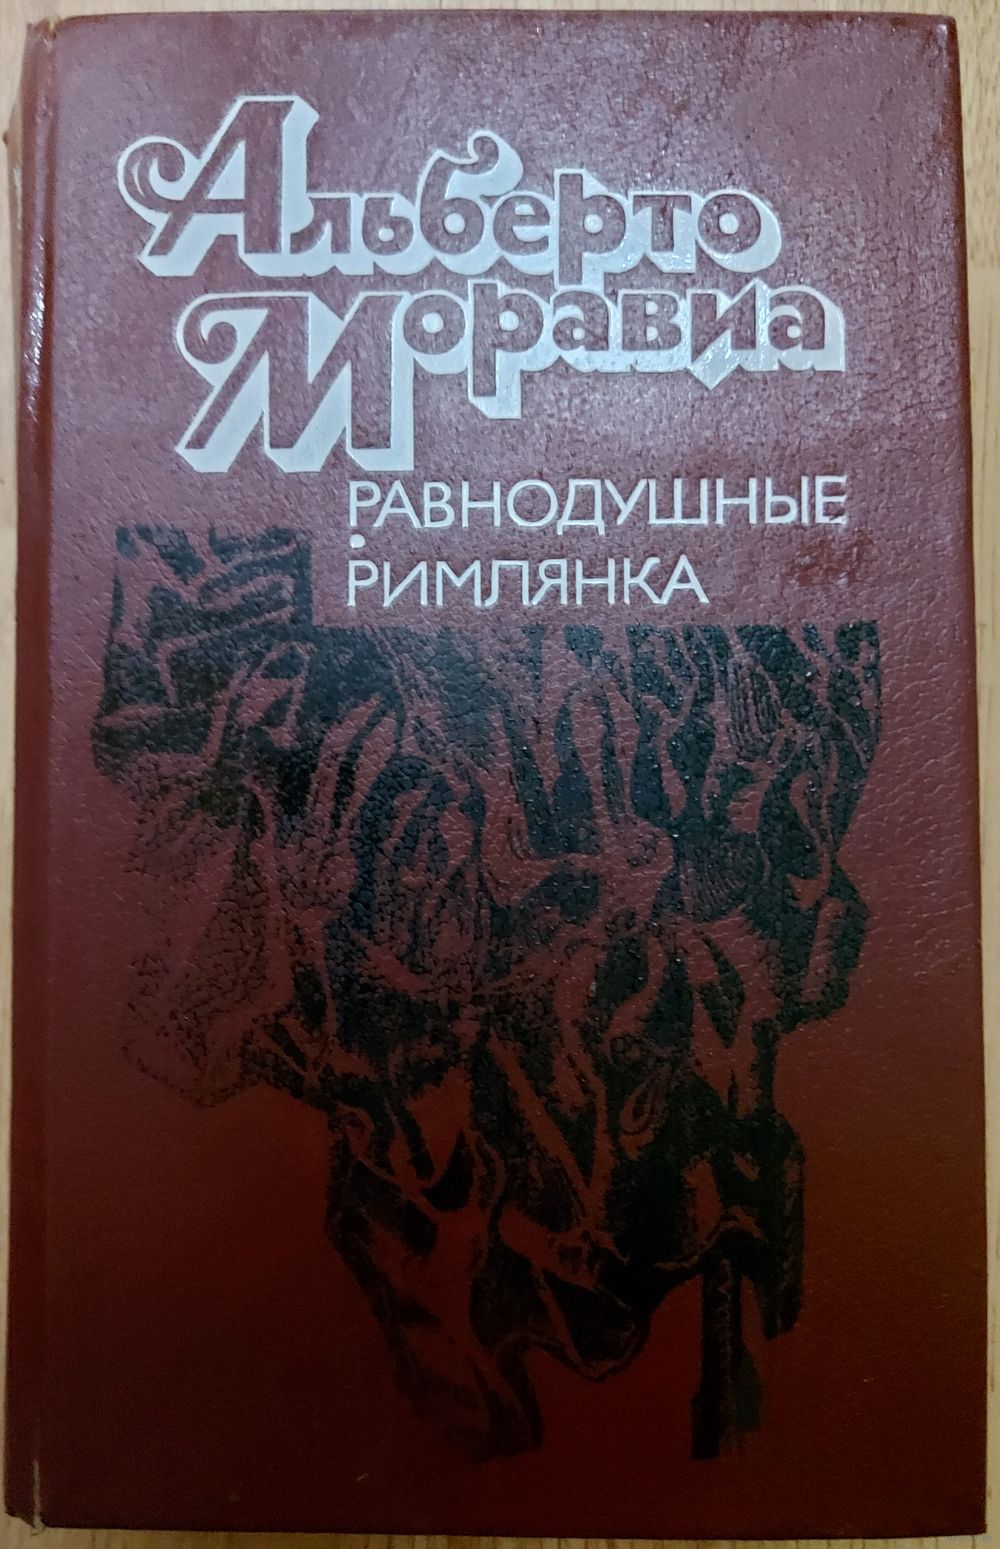 Альберто
Моравиа
РАВНОДУШНЫЕ
•
РИМЛЯНКА